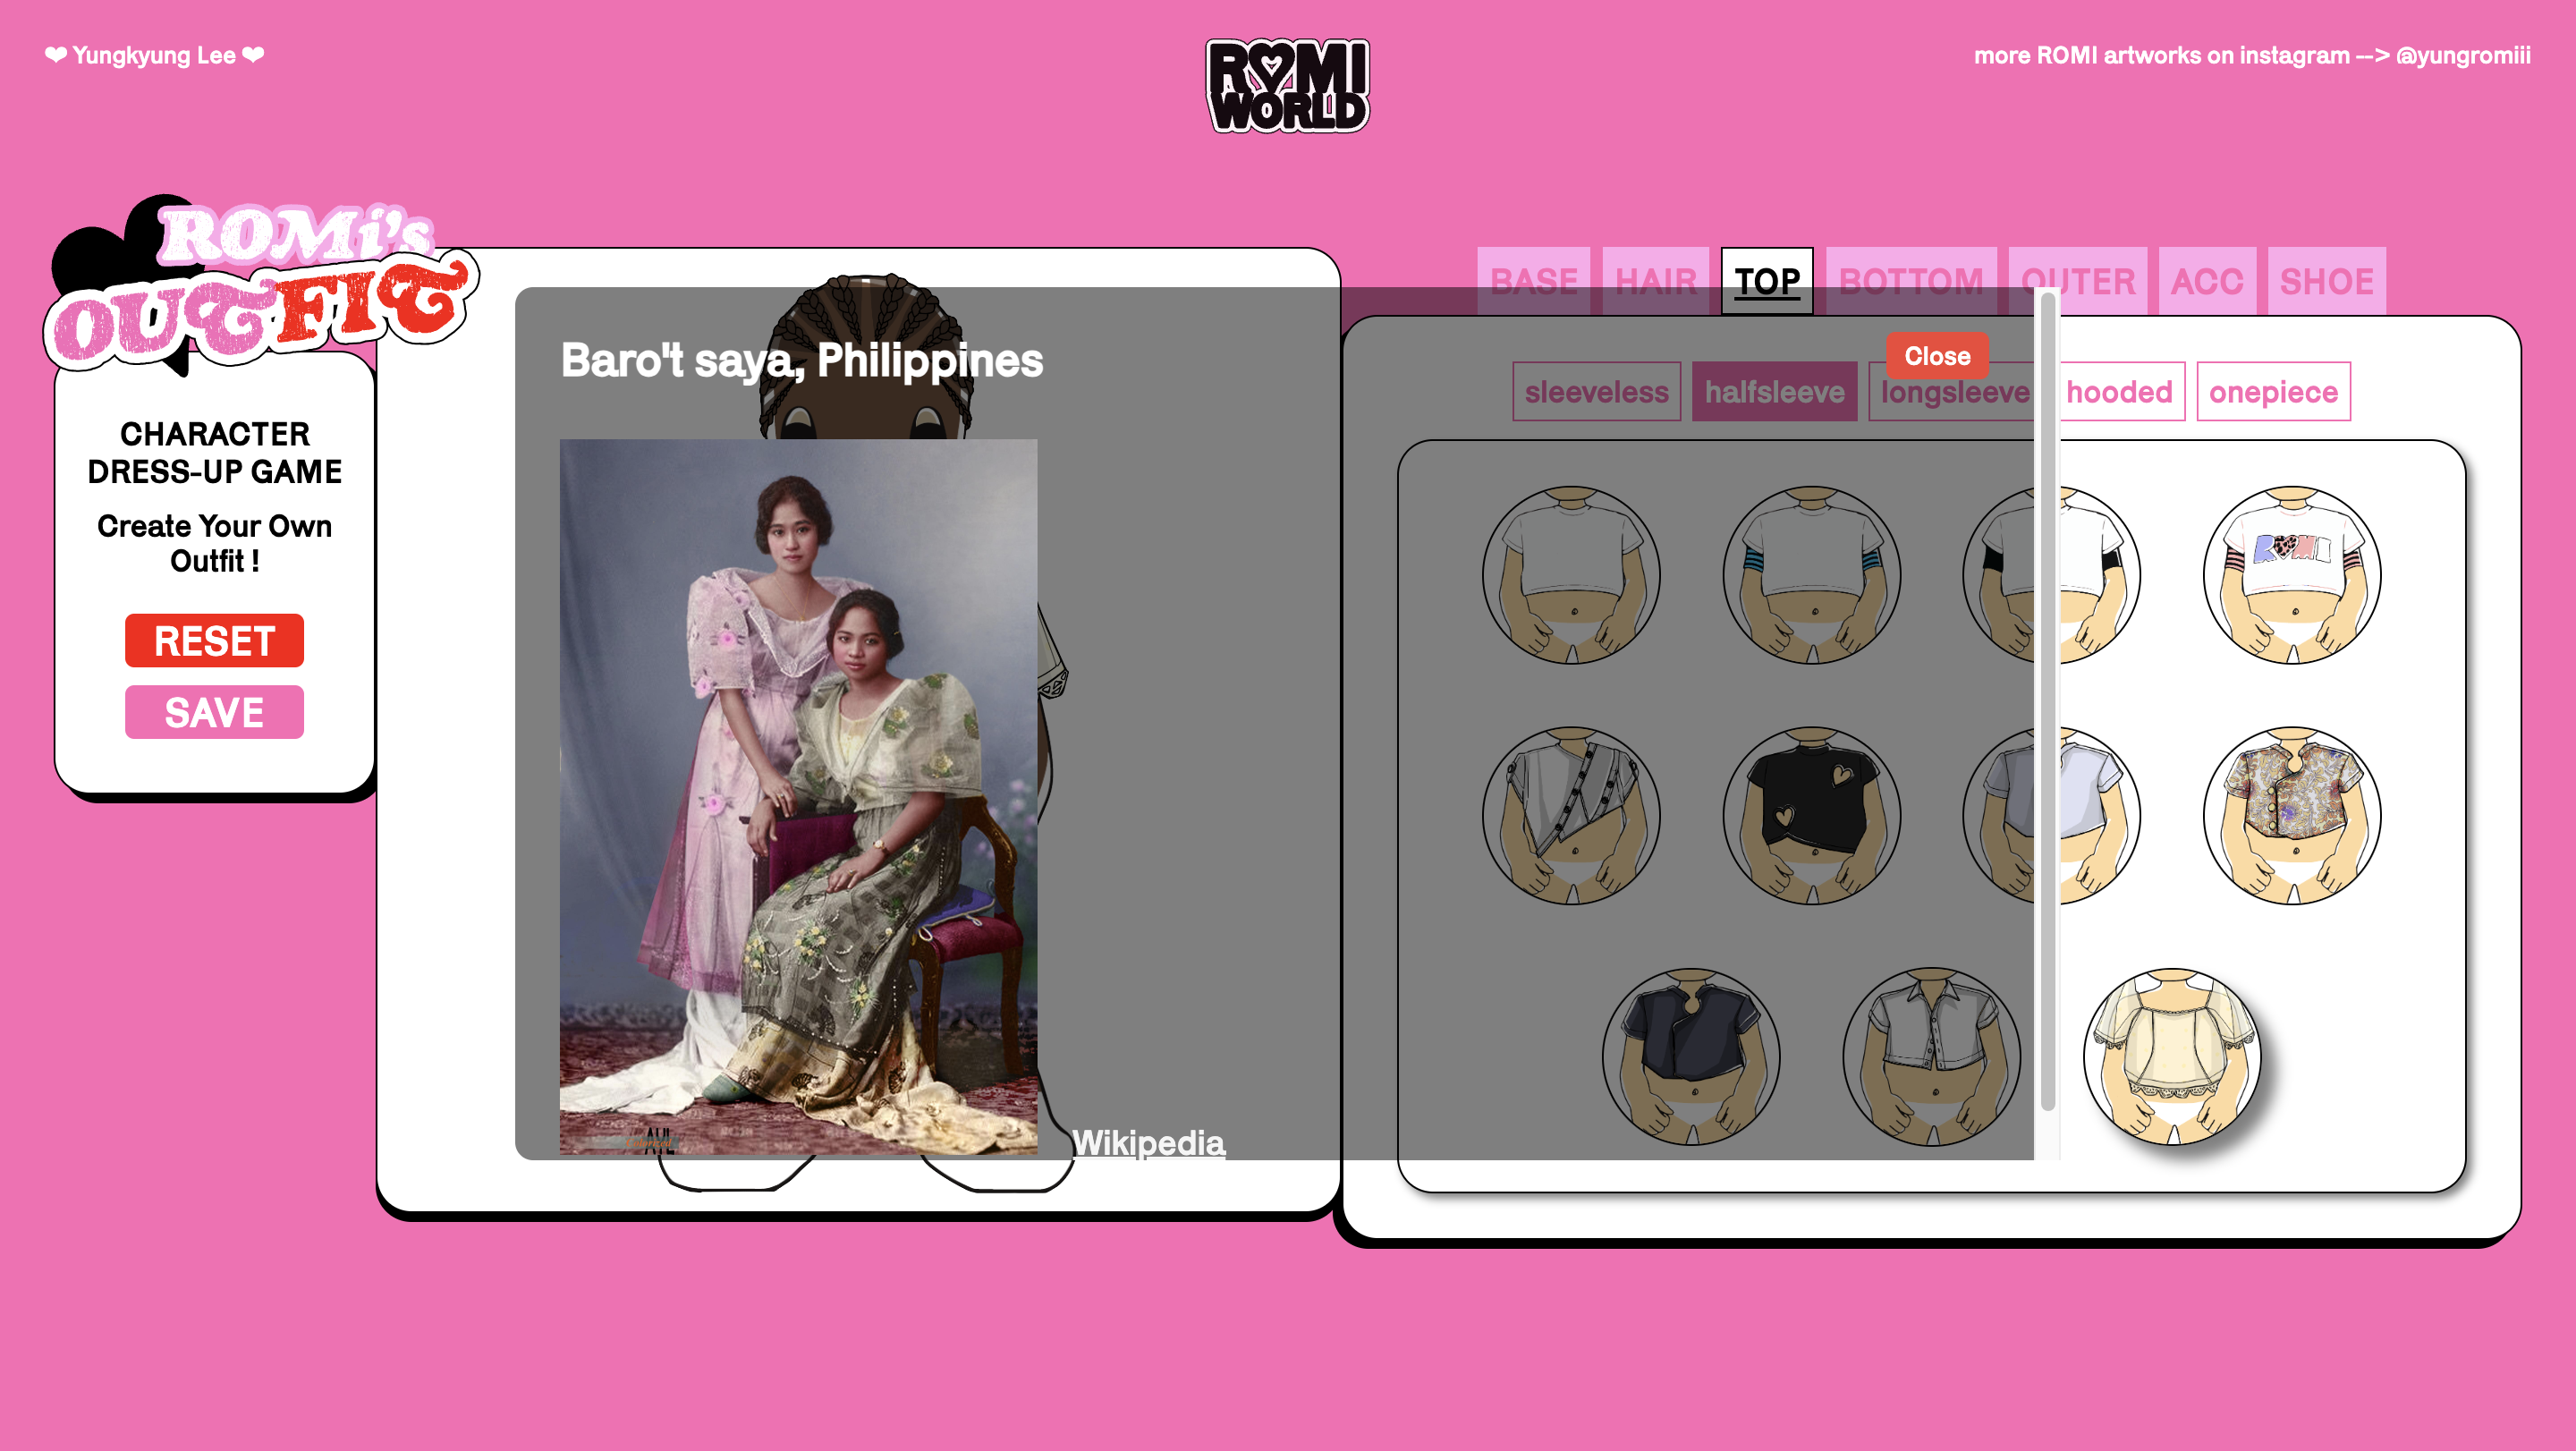 ❤ Yungkyung Lee ❤
ROMI
WORLD
more ROMI artworks on instagram --> @yungromiii
ROMi's
OUTFIT
CHARACTER
DRESS-UP GAME
Create Your Own
Outfit !
RESET
SAVE
BASE
HAIR
TOP
BOTTOM
OUTER
ACC
SHOE
Baro't saya, Philippines
Close
sleeveless
halfsleeve
longsleeve
hooded
onepiece
ROMI
Wikipedia